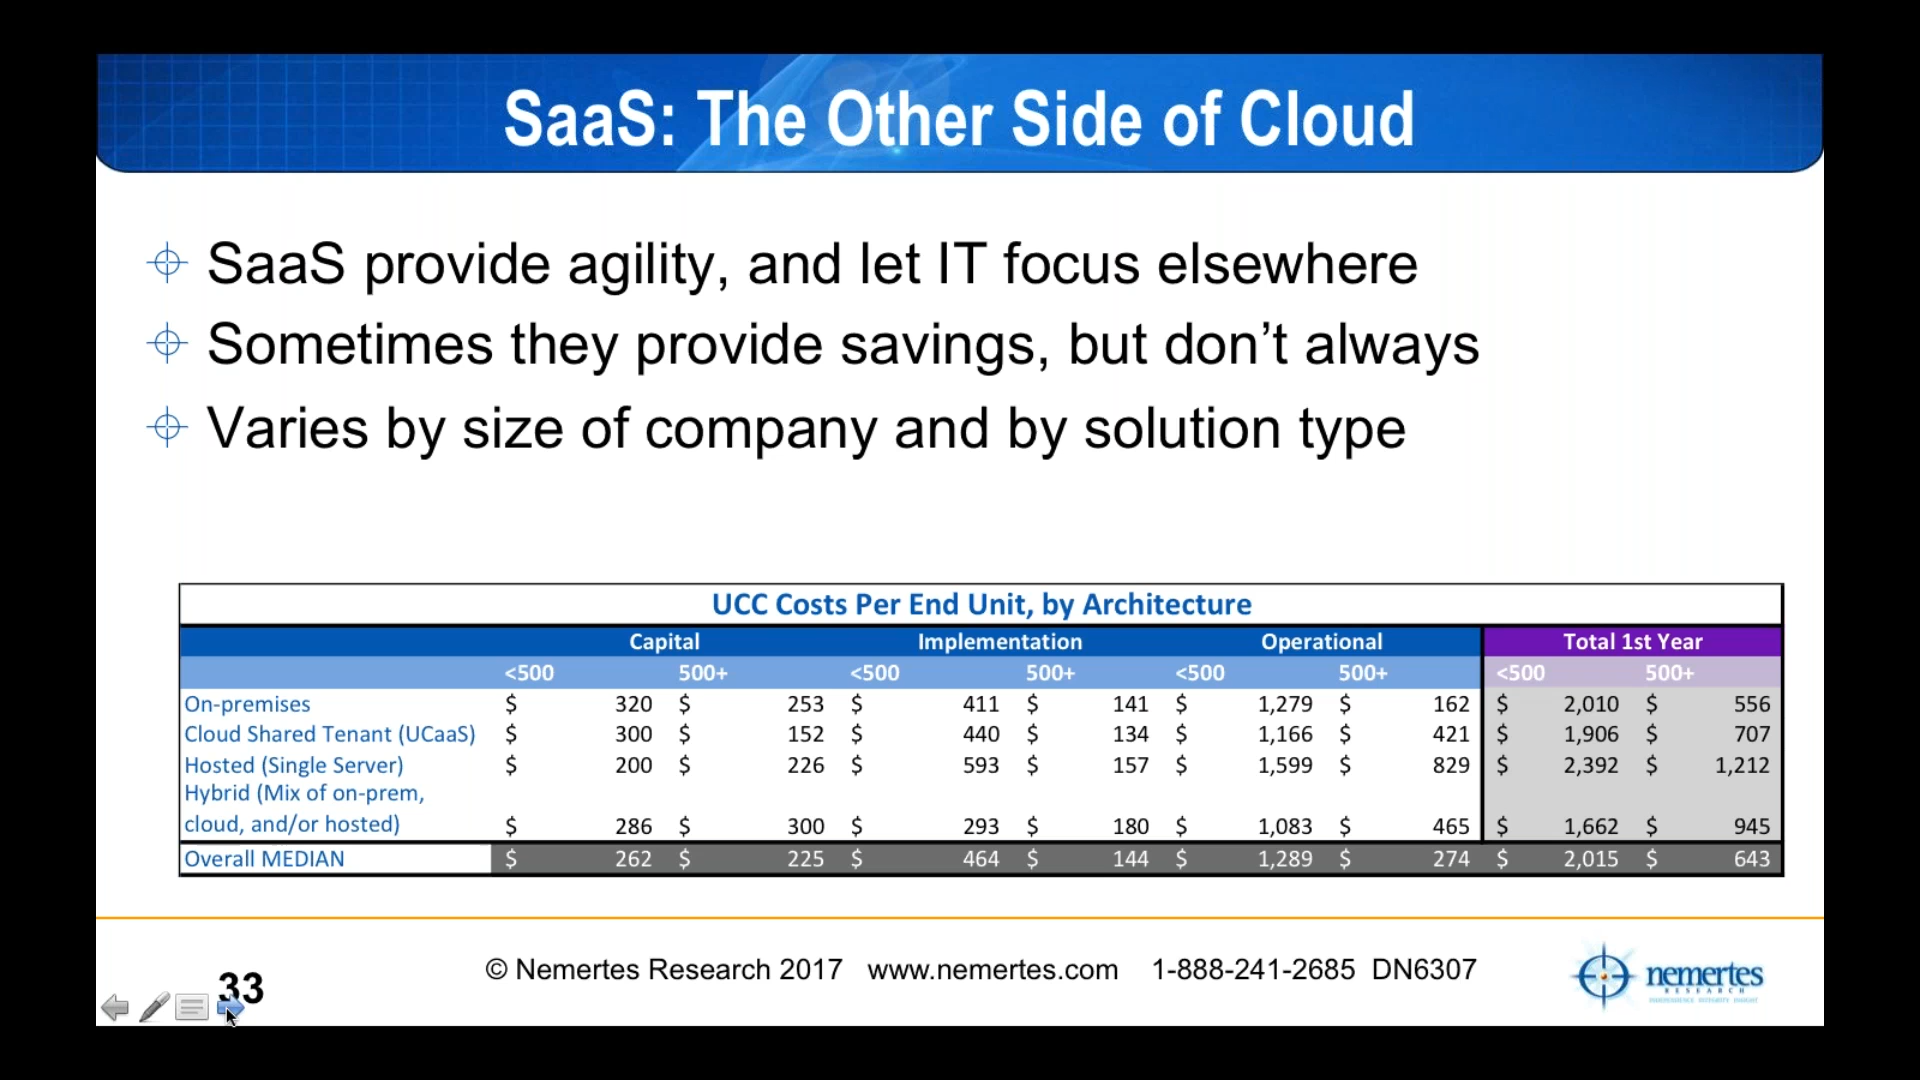 SaaS: The Other Side of Cloud
SaaS provide agility, and let IT focus elsewhere
Sometimes they provide savings, but don’t always
Varies by size of company and by solution type
UCC Costs Per End Unit, by Architecture
Capital Implementation Operational Total 1st Year
<500 500+ <500 500+ <500 500+ <500 500+
On-premises $ 320 $ 253 $ 411 $ 141 $ 1,279 $ 162 $ 2,010 $ 556
Cloud Shared Tenant (UCaaS) $ 300 $ 152 $ 440 $ 134 $ 1,166 $ 421 $ 1,906 $ 707
Hosted (Single Server) $ 200 $ 226 $ 593 $ 157 $ 1,599 $ 829 $ 2,392 $ 1,212
Hybrid (Mix of on-prem,
cloud, and/or hosted) $ 286 $ 300 $ 293 $ 180 $ 1,083 $ 465 $ 1,662 $ 945
Overall MEDIAN $ 262 $ 225 $ 464 $ 144 $ 1,289 $ 274 $ 2,015 $ 643
33
© Nemertes Research 2017 www.nemertes.com 1-888-241-2685 DN6307
nemertes
RESEARCH